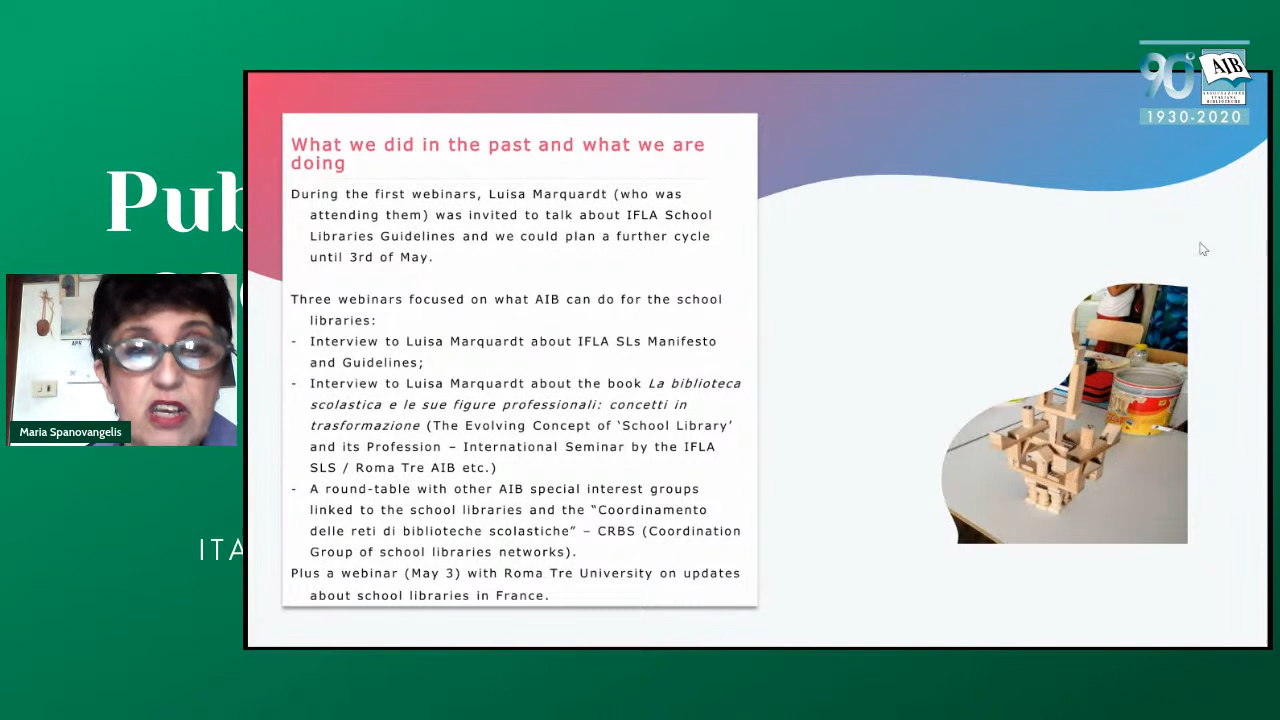 90°
AIB
ASSOCIAZIONE
ITALIANA
BIBLIOTECHE
1930-2020
What we did in the past and what we are
doing
During the first webinars, Luisa Marquardt (who was
attending them) was invited to talk about IFLA School
Libraries Guidelines and we could plan a further cycle
until 3rd of May.
Three webinars focused on what AIB can do for the school
libraries:
- Interview to Luisa Marquardt about IFLA SLs Manifesto
and Guidelines;
- Interview to Luisa Marquardt about the book La biblioteca
scolastica e le sue figure professionali: concetti in
trasformazione (The Evolving Concept of ‘School Library’
and its Profession – International Seminar by the IFLA
SLS / Roma Tre AIB etc.)
- A round-table with other AIB special interest groups
linked to the school libraries and the “Coordinamento
delle reti di biblioteche scolastiche” – CRBS (Coordination
Group of school libraries networks).
Plus a webinar (May 3) with Roma Tre University on updates
about school libraries in France.
Pub
ITA
APR
Maria Spanovangelis